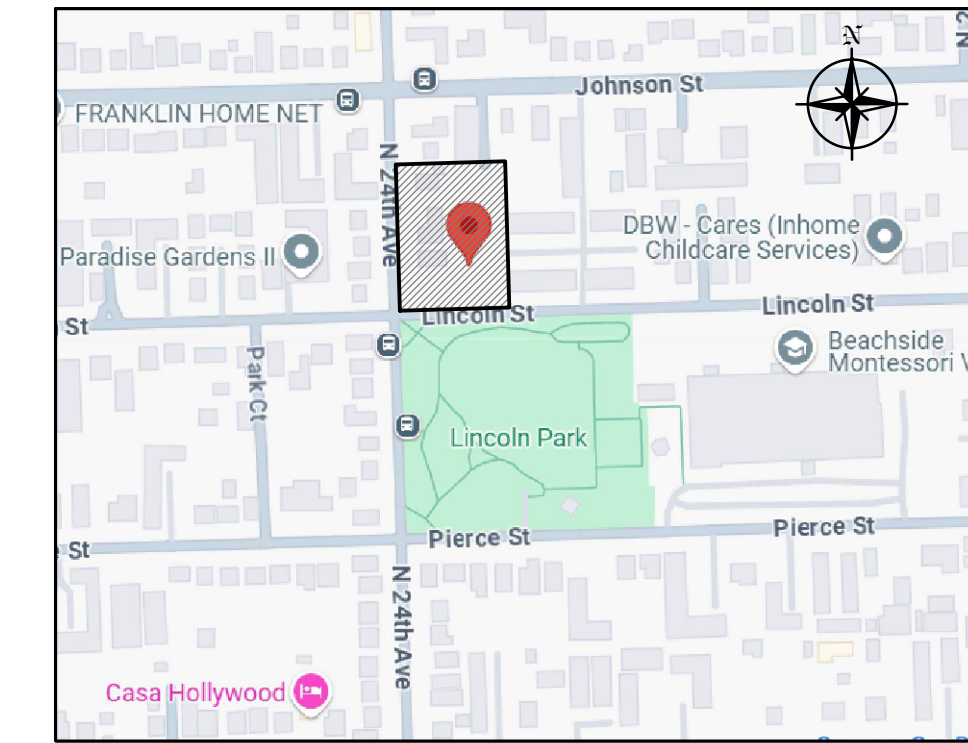 N
Johnson St
FRANKLIN HOME NET
N 24th Ave
DBW - Cares (Inhome
Childcare Services)
Paradise Gardens II
Lincoln St
Lincoln St
St
Beachside
Montessori V
Park Ct
Lincoln Park
Pierce St
Pierce St
St
N 24th Ave
Casa Hollywood